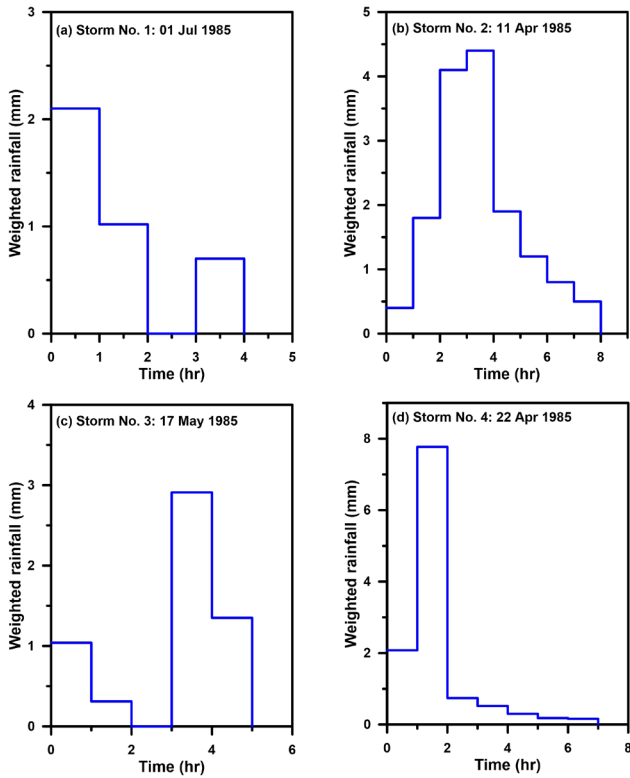 (a) Storm No. 1: 01 Jul 1985
3
2
1
0
Weighted rainfall (mm)
0 1 2 3 4 5
Time (hr)
(b) Storm No. 2: 11 Apr 1985
5
4
3
2
1
0
Weighted rainfall (mm)
0 2 4 6 8
Time (hr)
(c) Storm No. 3: 17 May 1985
4
3
2
1
0
Weighted rainfall (mm)
0 2 4 6
Time (hr)
(d) Storm No. 4: 22 Apr 1985
8
6
4
2
0
Weighted rainfall (mm)
0 2 4 6 8
Time (hr)